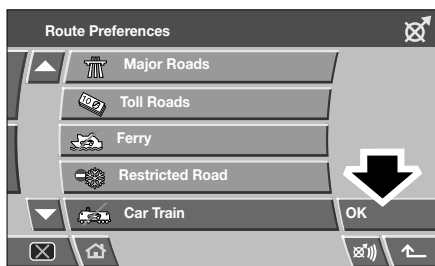 Route Preferences
Major Roads
Toll Roads
Ferry
Restricted Road
Car Train
OK